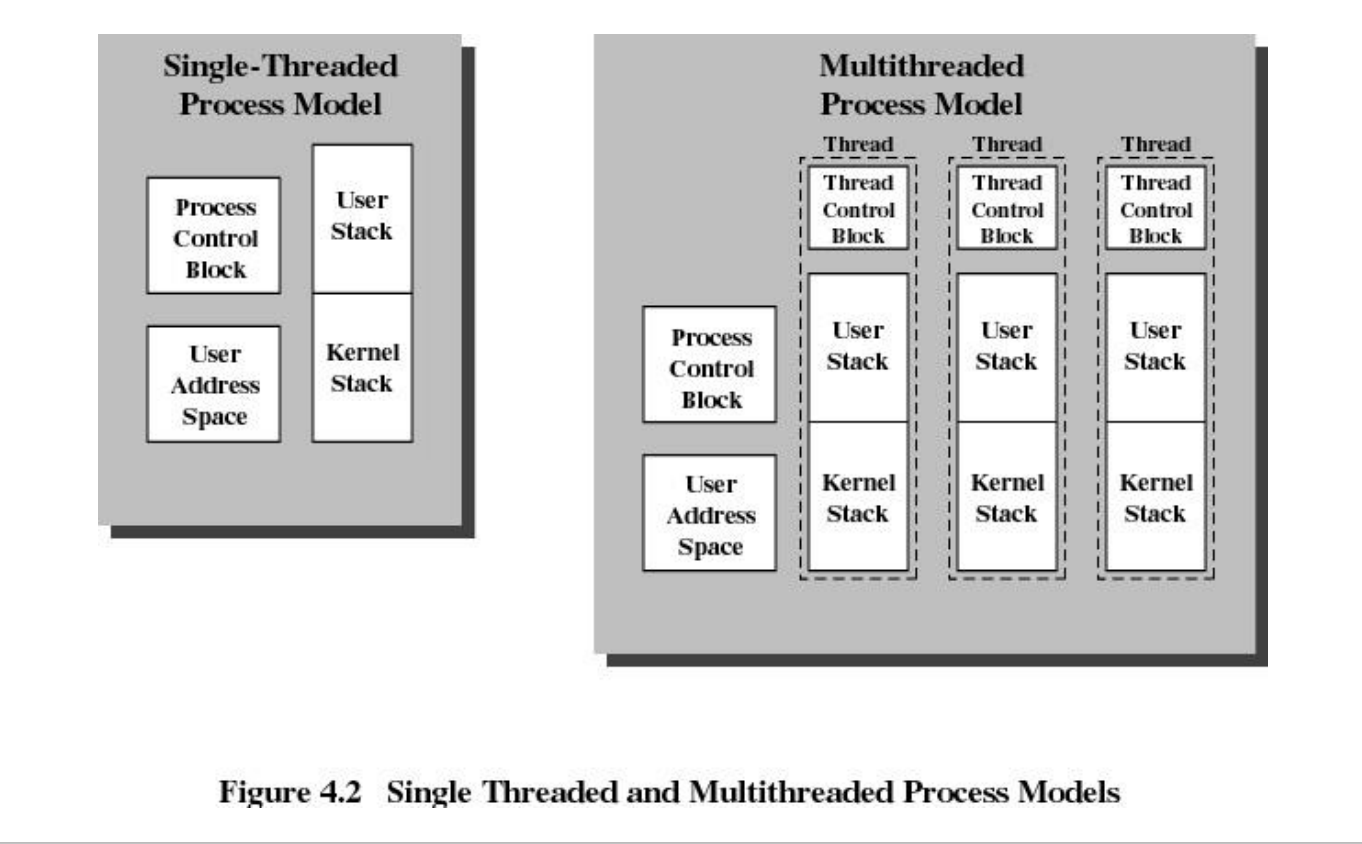 Single-Threaded
Process Model
Process
Control
Block
User
Stack
User
Address
Space
Kernel
Stack
Multithreaded
Process Model
Thread
Thread
Control
Block
User
Stack
Kernel
Stack
Thread
Thread
Control
Block
User
Stack
Kernel
Stack
Thread
Thread
Control
Block
User
Stack
Kernel
Stack
Process
Control
Block
User
Address
Space
Figure 4.2 Single Threaded and Multithreaded Process Models